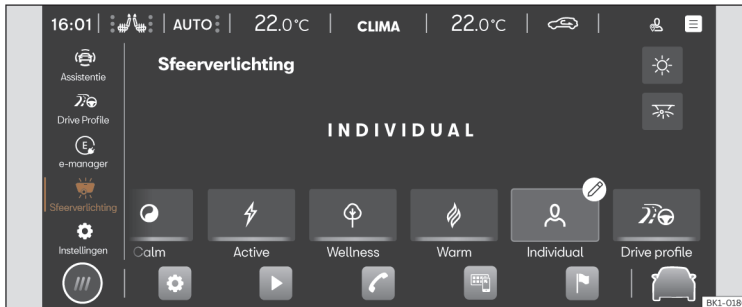 16:01 AUTO 22.0°C CLIMA 22.0°C
Assistentie
Drive Profile
E
e-manager
Sfeerverlichting
Instellingen
Sfeerverlichting
INDIVIDUAL
Calm Active Wellness Warm Individual Drive profile
BK1-018